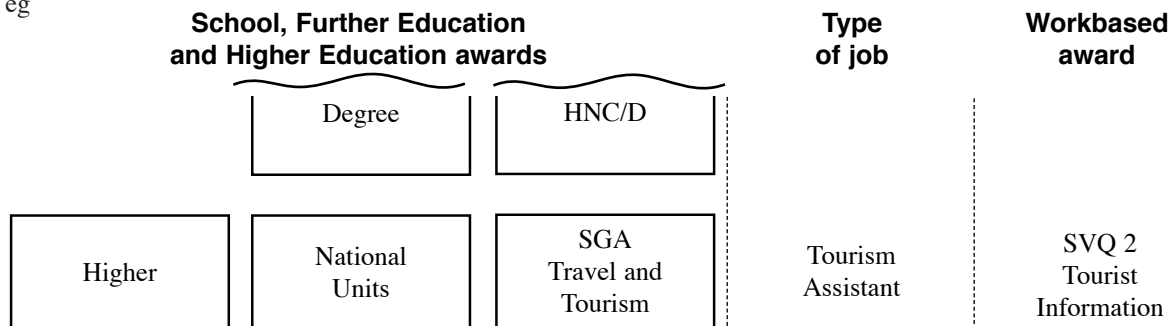 eg
School, Further Education
and Higher Education awards
Type
of job
Workbased
award
Degree
HNC/D
Higher
National
Units
SGA
Travel and
Tourism
Tourism
Assistant
SVQ 2
Tourist
Information